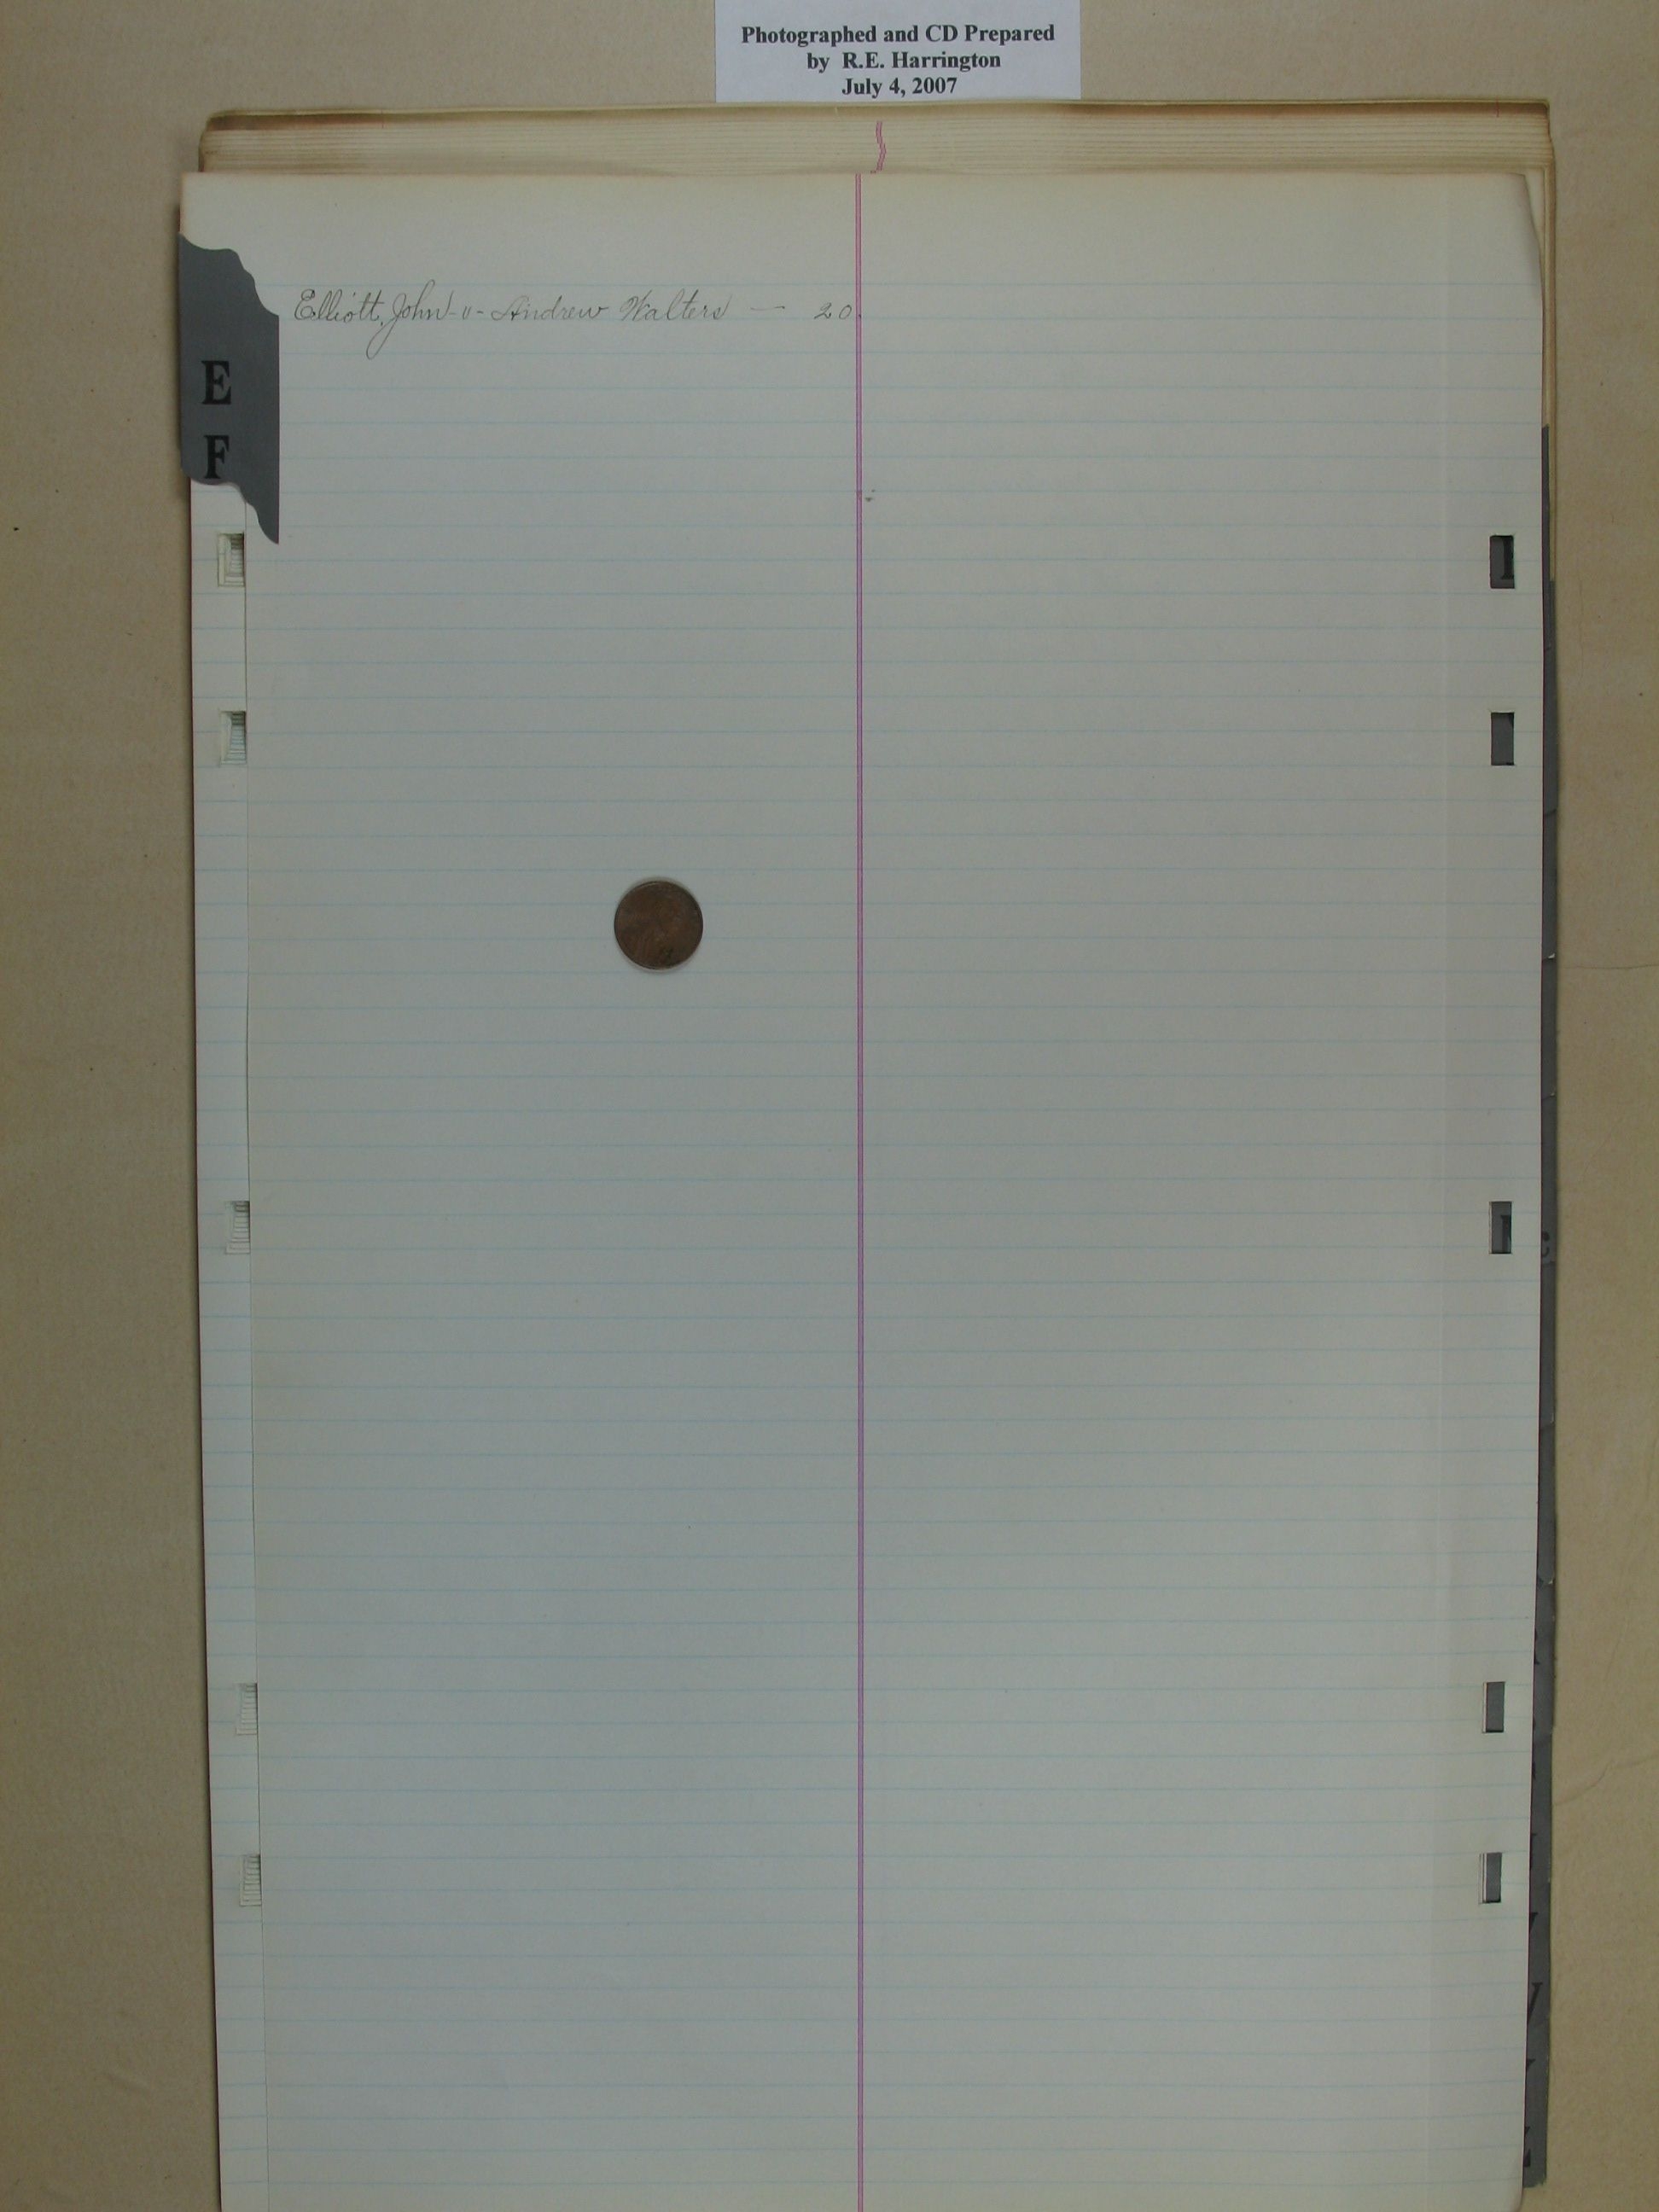 Photographed and CD Prepared
by R.E. Harrington
July 4, 2007
Elliott, John -v- Andrew Walters — 20
E
F